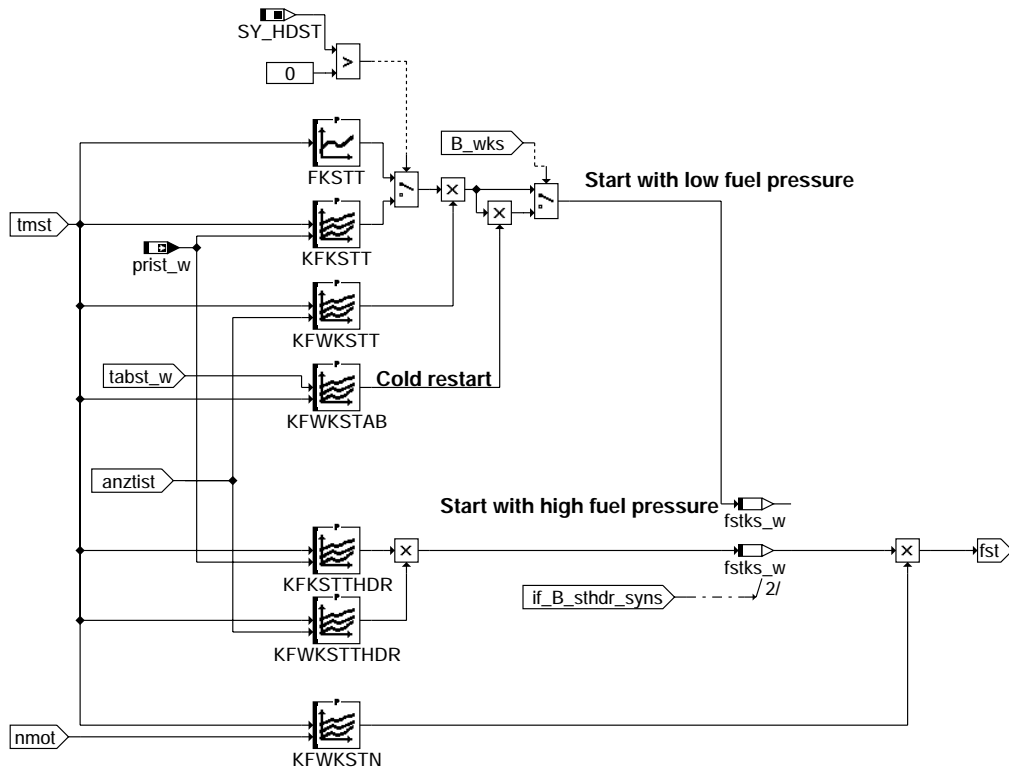 SY_HDST
0
>
P
FKSTT
B_wks
Start with low fuel pressure
tmst
P
KFKSTT
prist_w
P
KFWKSTT
tabst_w
P
Cold restart
KFWKSTAB
anztist
Start with high fuel pressure
fstks_w
P
KFKSTTHDR
fstks_w
fst
if_B_sthdr_syns
2/
P
KFWKSTTHDR
P
nmot
KFWKSTN